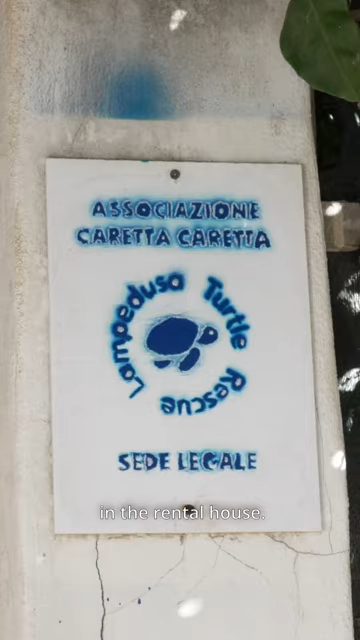 ASSOCIAZIONE
CARETTA CARETTA
Lampedusa Turtle Rescue
SEDE LEGALE
in the rental house.